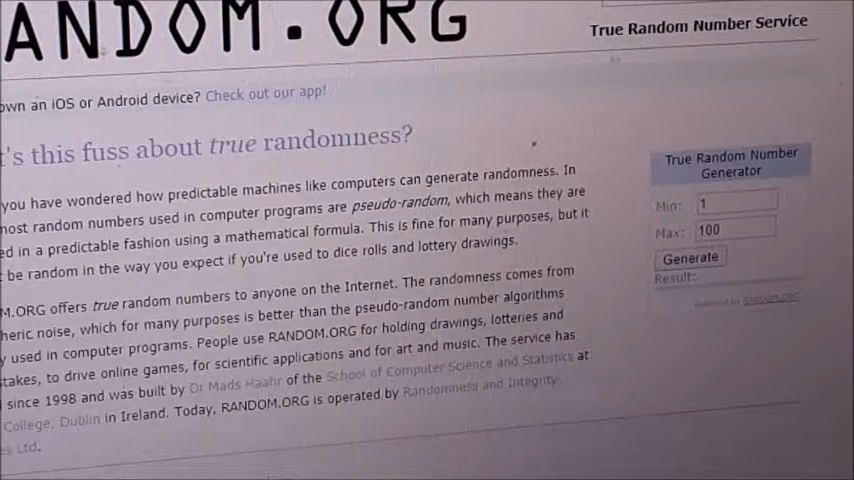 ANDOM.ORG
True Random Number Service
own an iOS or Android device? Check out our app!
t's this fuss about true randomness?
you have wondered how predictable machines like computers can generate randomness. In
most random numbers used in computer programs are pseudo-random, which means they are
ed in a predictable fashion using a mathematical formula. This is fine for many purposes, but it
t be random in the way you expect if you're used to dice rolls and lottery drawings.
M.ORG offers true random numbers to anyone on the Internet. The randomness comes from
heric noise, which for many purposes is better than the pseudo-random number algorithms
y used in computer programs. People use RANDOM.ORG for holding drawings, lotteries and
stakes, to drive online games, for scientific applications and for art and music. The service has
since 1998 and was built by Dr Mads Haahr of the School of Computer Science and Statistics at
College, Dublin in Ireland. Today, RANDOM.ORG is operated by Randomness and Integrity
es Ltd.
True Random Number
Generator
Min: 1
Max: 100
Generate
Result:
Powered by RANDOM.ORG